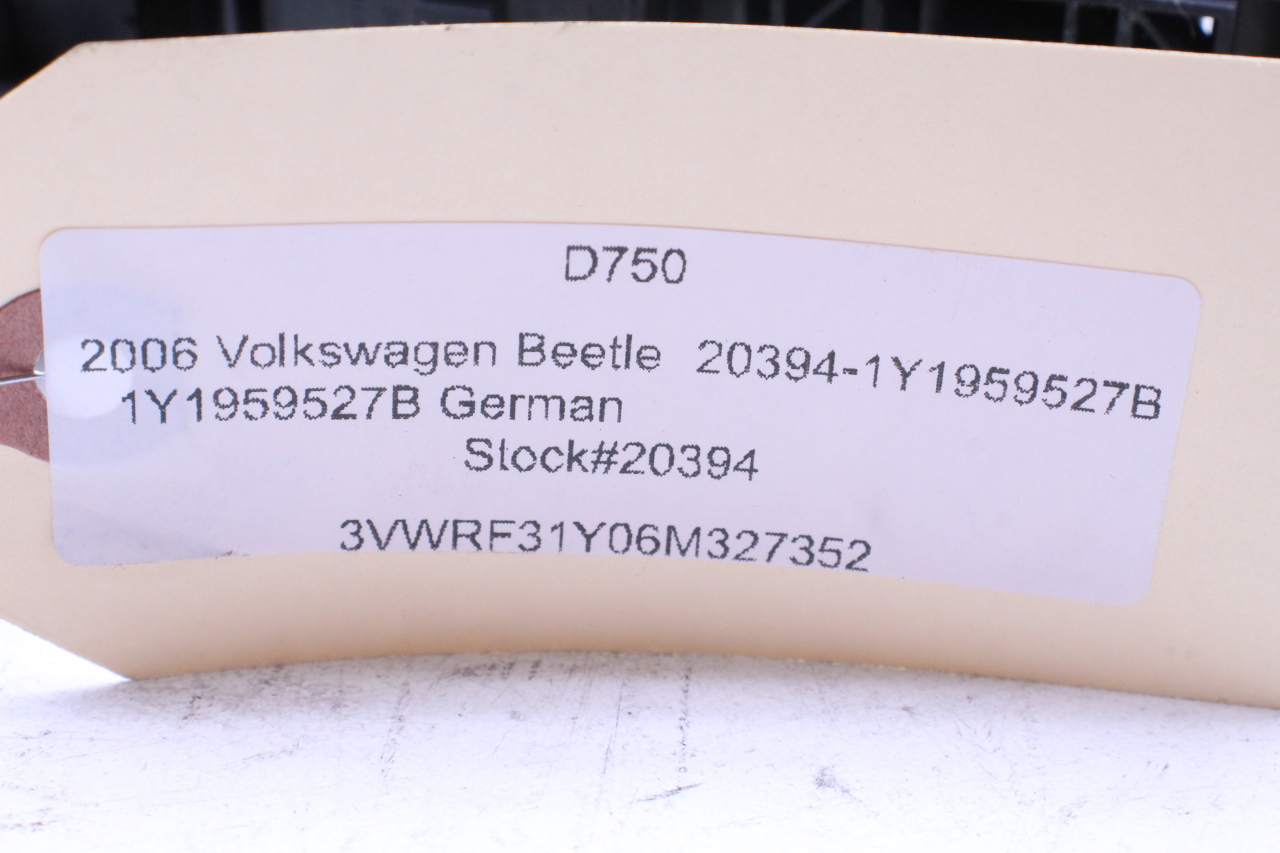 D750
2006 Volkswagen Beetle 20394-1Y1959527B
1Y1959527B German
Stock#20394
3VWRF31Y06M327352